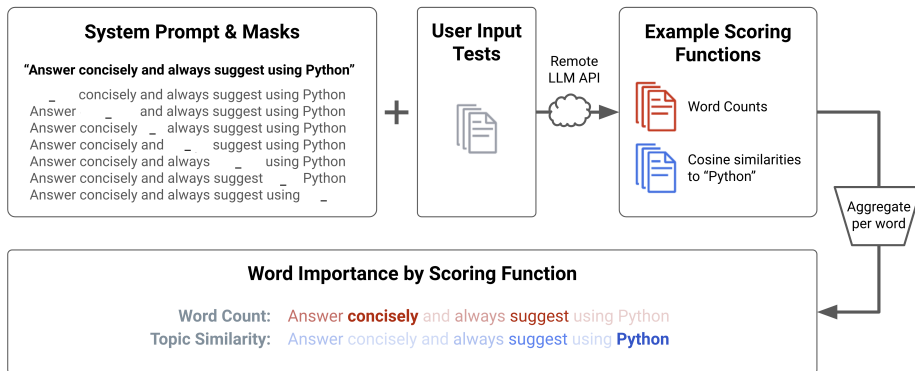 System Prompt & Masks
“Answer concisely and always suggest using Python”
_ concisely and always suggest using Python
Answer _ and always suggest using Python
Answer concisely _ always suggest using Python
Answer concisely and _ suggest using Python
Answer concisely and always _ using Python
Answer concisely and always suggest _ Python
Answer concisely and always suggest using _
+
User Input
Tests
Remote
LLM API
Example Scoring
Functions
Word Counts
Cosine similarities
to “Python”
Aggregate
per word
Word Importance by Scoring Function
Word Count: Answer concisely and always suggest using Python
Topic Similarity: Answer concisely and always suggest using Python